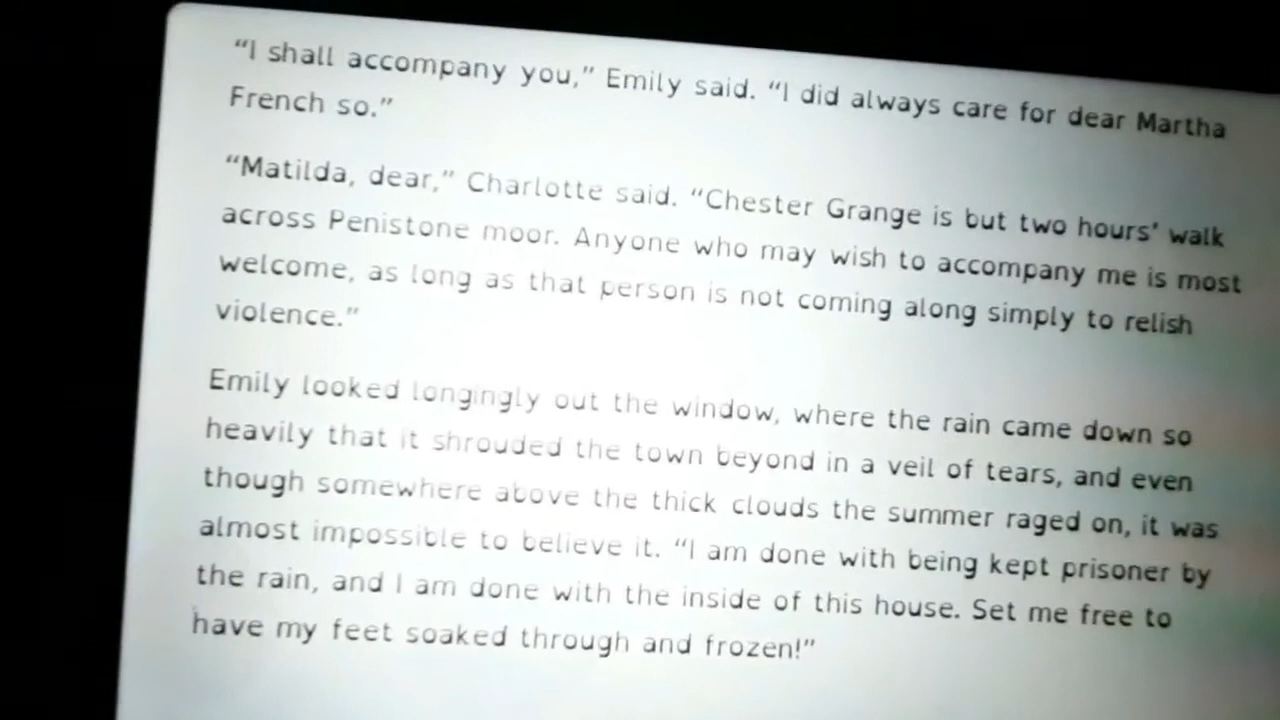 “I shall accompany you,” Emily said. “I did always care for dear Martha
French so.”
“Matilda, dear,” Charlotte said. “Chester Grange is but two hours’ walk
across Penistone moor. Anyone who may wish to accompany me is most
welcome, as long as that person is not coming along simply to relish
violence.”
Emily looked longingly out the window, where the rain came down so
heavily that it shrouded the town beyond in a veil of tears, and even
though somewhere above the thick clouds the summer raged on, it was
almost impossible to believe it. “I am done with being kept prisoner by
the rain, and I am done with the inside of this house. Set me free to
have my feet soaked through and frozen!”